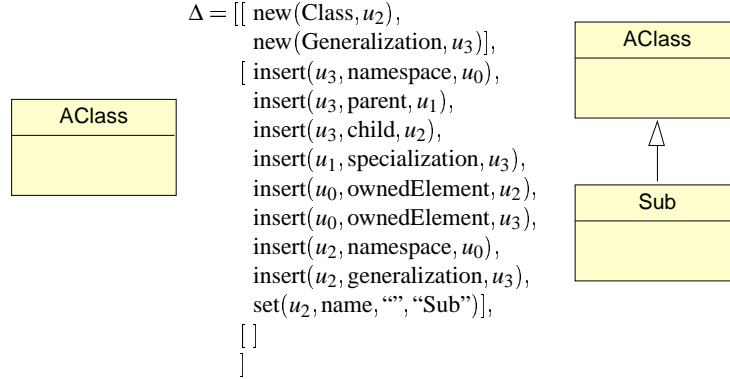 Δ = [[ new(Class, u₂),
new(Generalization, u₃)],
[ insert(u₃, namespace, u₀),
insert(u₃, parent, u₁),
insert(u₃, child, u₂),
insert(u₁, specialization, u₃),
insert(u₀, ownedElement, u₂),
insert(u₀, ownedElement, u₃),
insert(u₂, namespace, u₀),
insert(u₂, generalization, u₃),
set(u₂, name, “”, “Sub”)],
[ ]
]
AClass
AClass
Sub